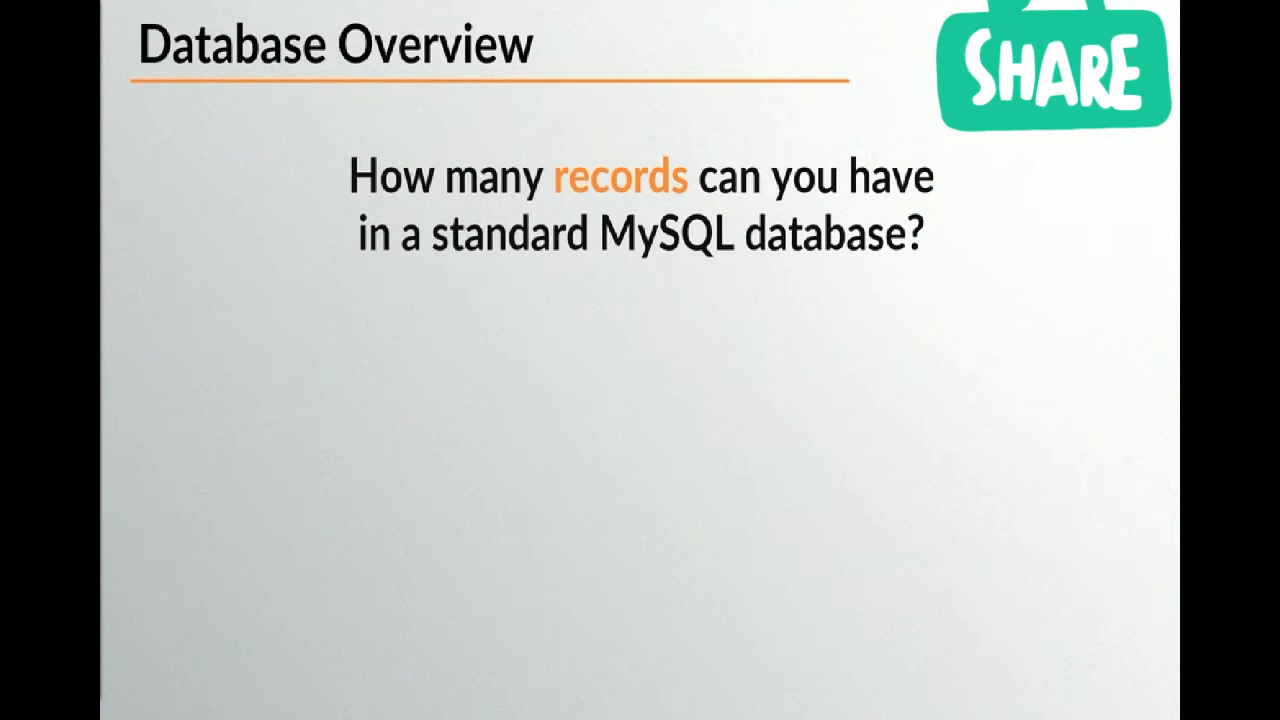 Database Overview
SHARE
How many records can you have
in a standard MySQL database?